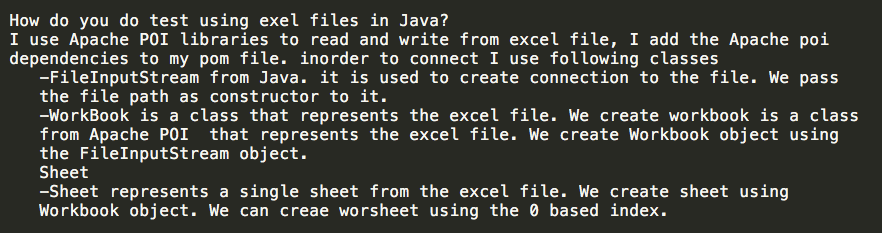 How do you do test using exel files in Java?
I use Apache POI libraries to read and write from excel file, I add the Apache poi
dependencies to my pom file. inorder to connect I use following classes
–FileInputStream from Java. it is used to create connection to the file. We pass
the file path as constructor to it.
–WorkBook is a class that represents the excel file. We create workbook is a class
from Apache POI  that represents the excel file. We create Workbook object using
the FileInputStream object.
Sheet
–Sheet represents a single sheet from the excel file. We create sheet using
Workbook object. We can creae worsheet using the 0 based index.